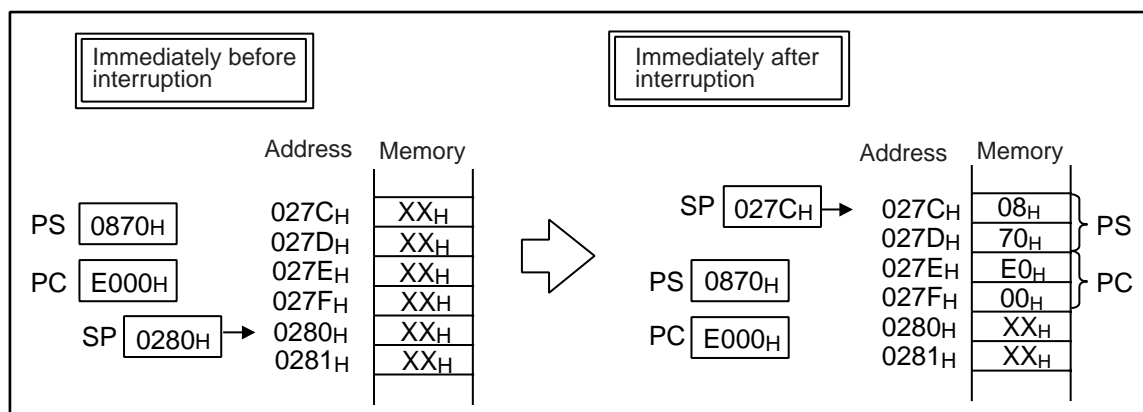 Immediately before
interruption
Immediately after
interruption
Address Memory
PS 0870H
PC E000H
SP 0280H
027CH XXH
027DH XXH
027EH XXH
027FH XXH
0280H XXH
0281H XXH
Address Memory
SP 027CH
PS 0870H
PC E000H
027CH 08H
027DH 70H
PS
027EH E0H
027FH 00H
PC
0280H XXH
0281H XXH